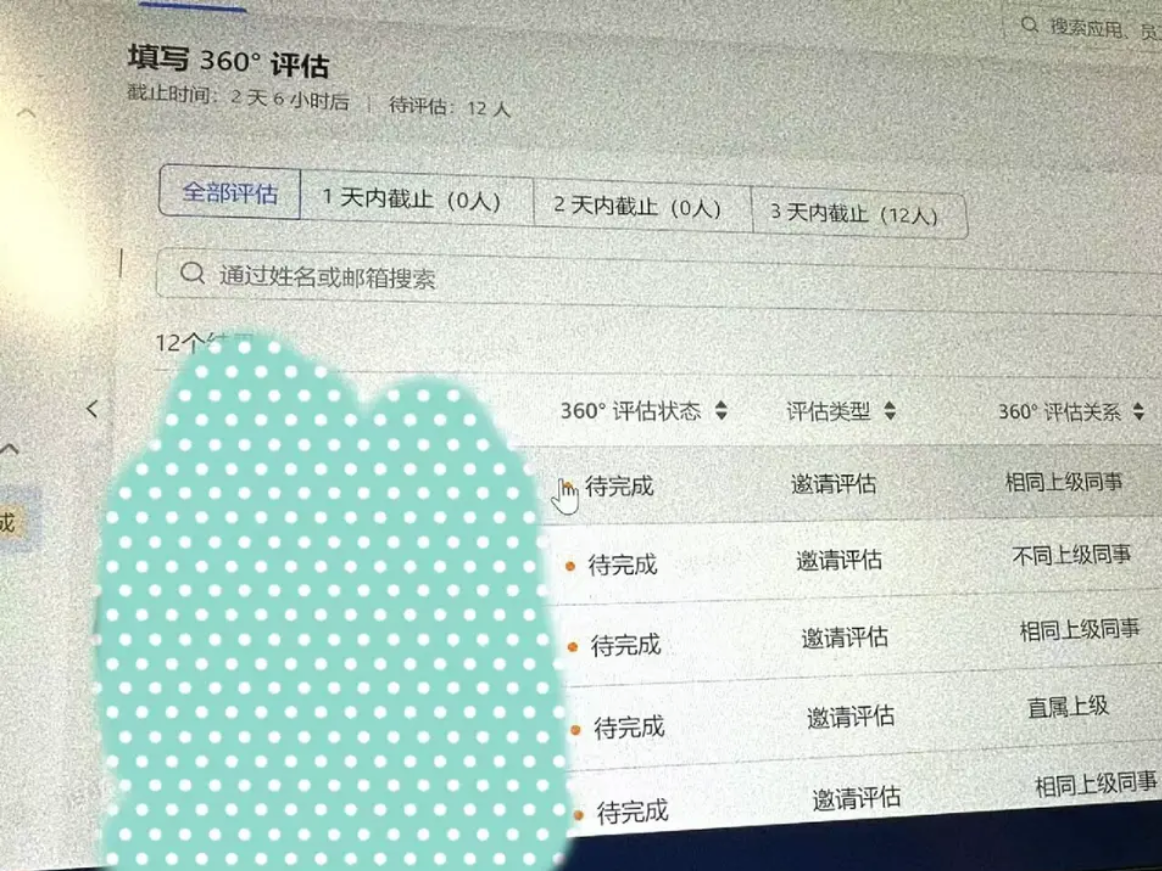 搜索应用、员
填写 360° 评估
截止时间：2 天 6 小时后 | 待评估：12 人
全部评估 1 天内截止（0人） 2 天内截止（0人） 3 天内截止（12人）
通过姓名或邮箱搜索
12个结果
360° 评估状态 评估类型 360° 评估关系
待完成 邀请评估 相同上级同事
成
待完成 邀请评估 不同上级同事
待完成 邀请评估 相同上级同事
待完成 邀请评估 直属上级
待完成 邀请评估 相同上级同事